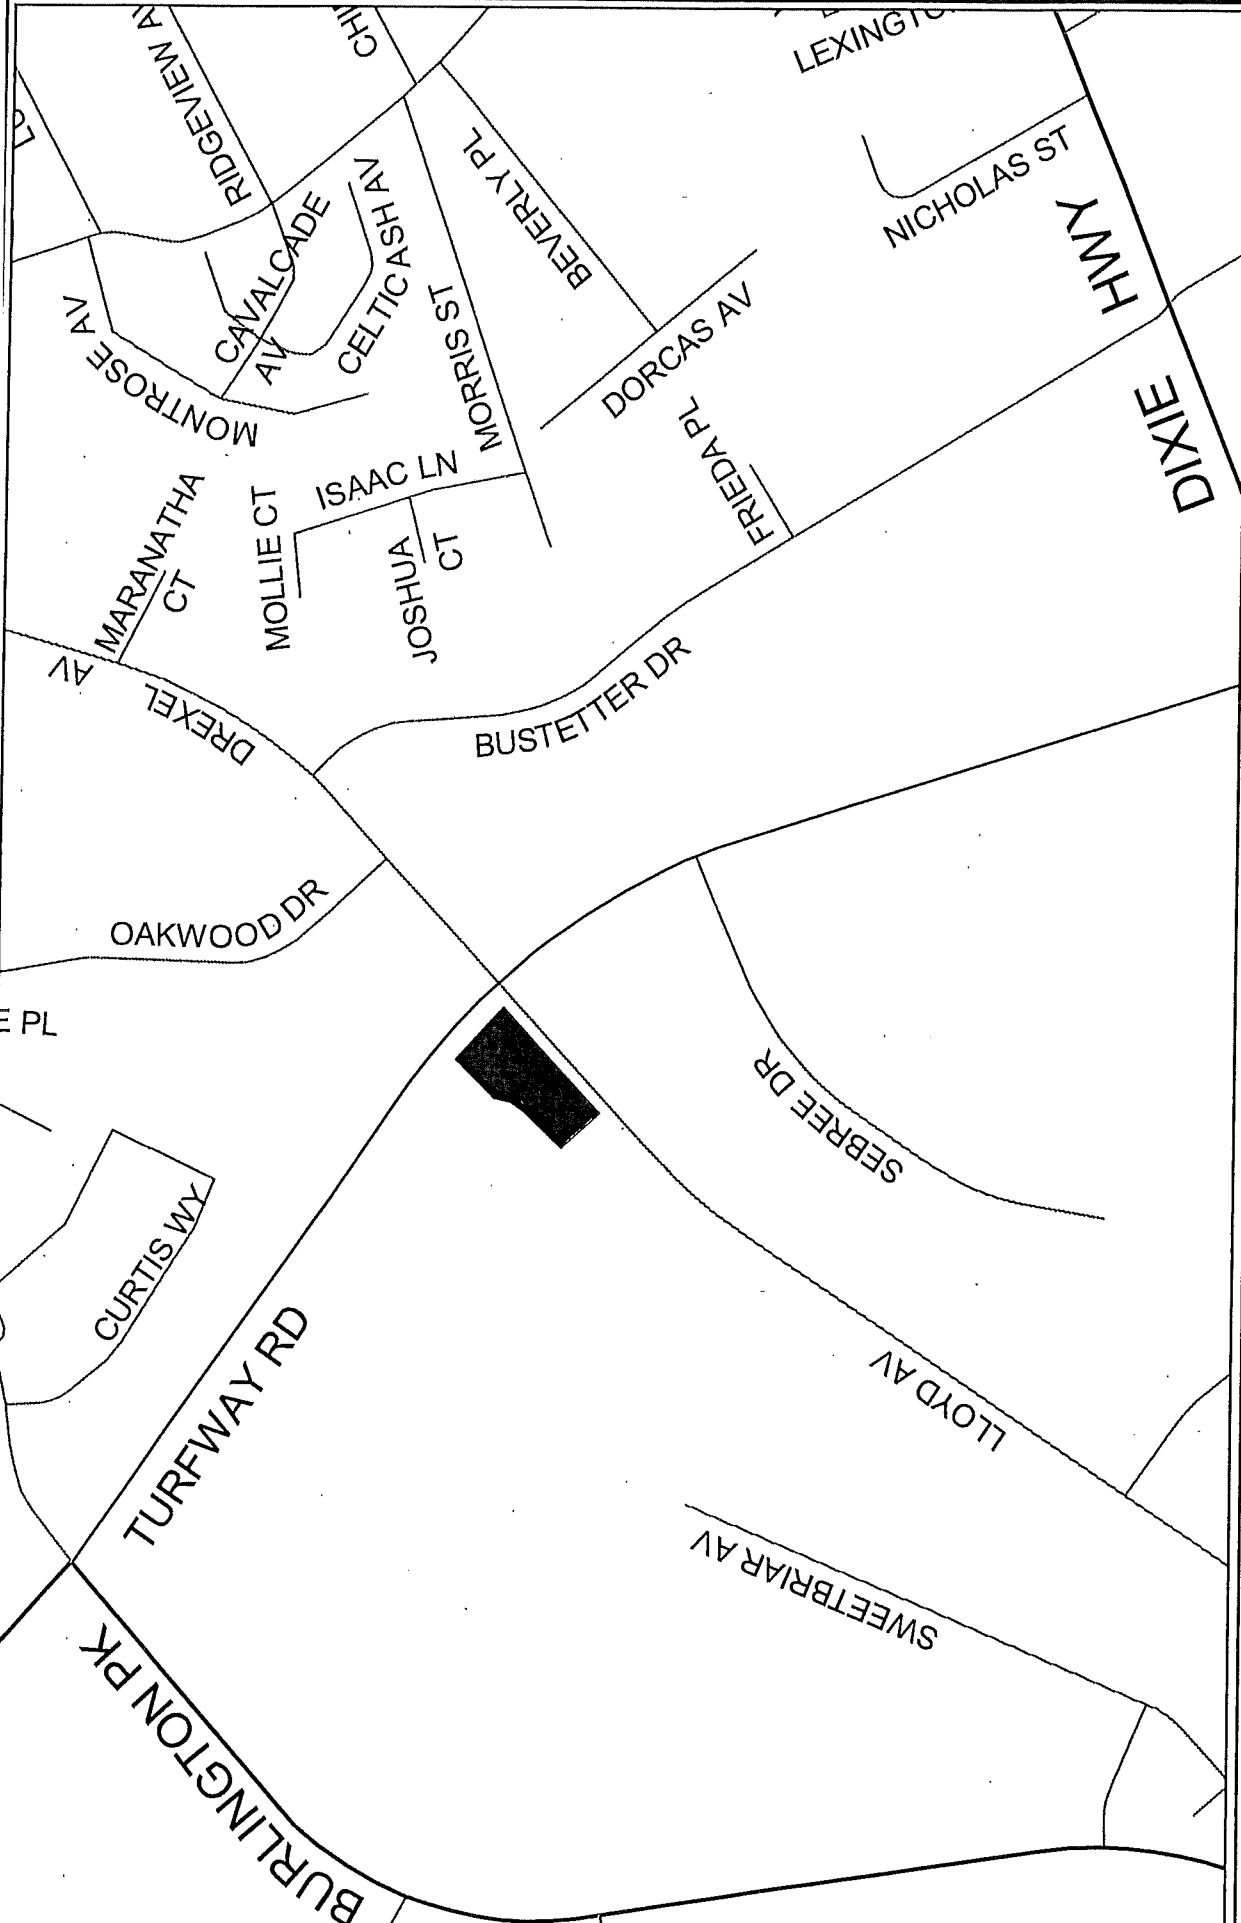 RIDGEVIEW AV
CHE
LEXINGTO
LU
NICHOLAS ST
BEVERLY PL
CAVALCADE
AV
CELTIC ASH AV
MORRIS ST
MONTROSE AV
DORCAS AV
DIXIE HWY
FRIEDA PL
ISAAC LN
MARANATHA
CT
MOLLIE CT
JOSHUA
CT
DREXEL AV
BUSTETTER DR
OAKWOOD DR
E PL
SEBREE DR
CURTIS WY
TURFWAY RD
LLOYD AV
SWEETBRIAR AV
BURLINGTON PK